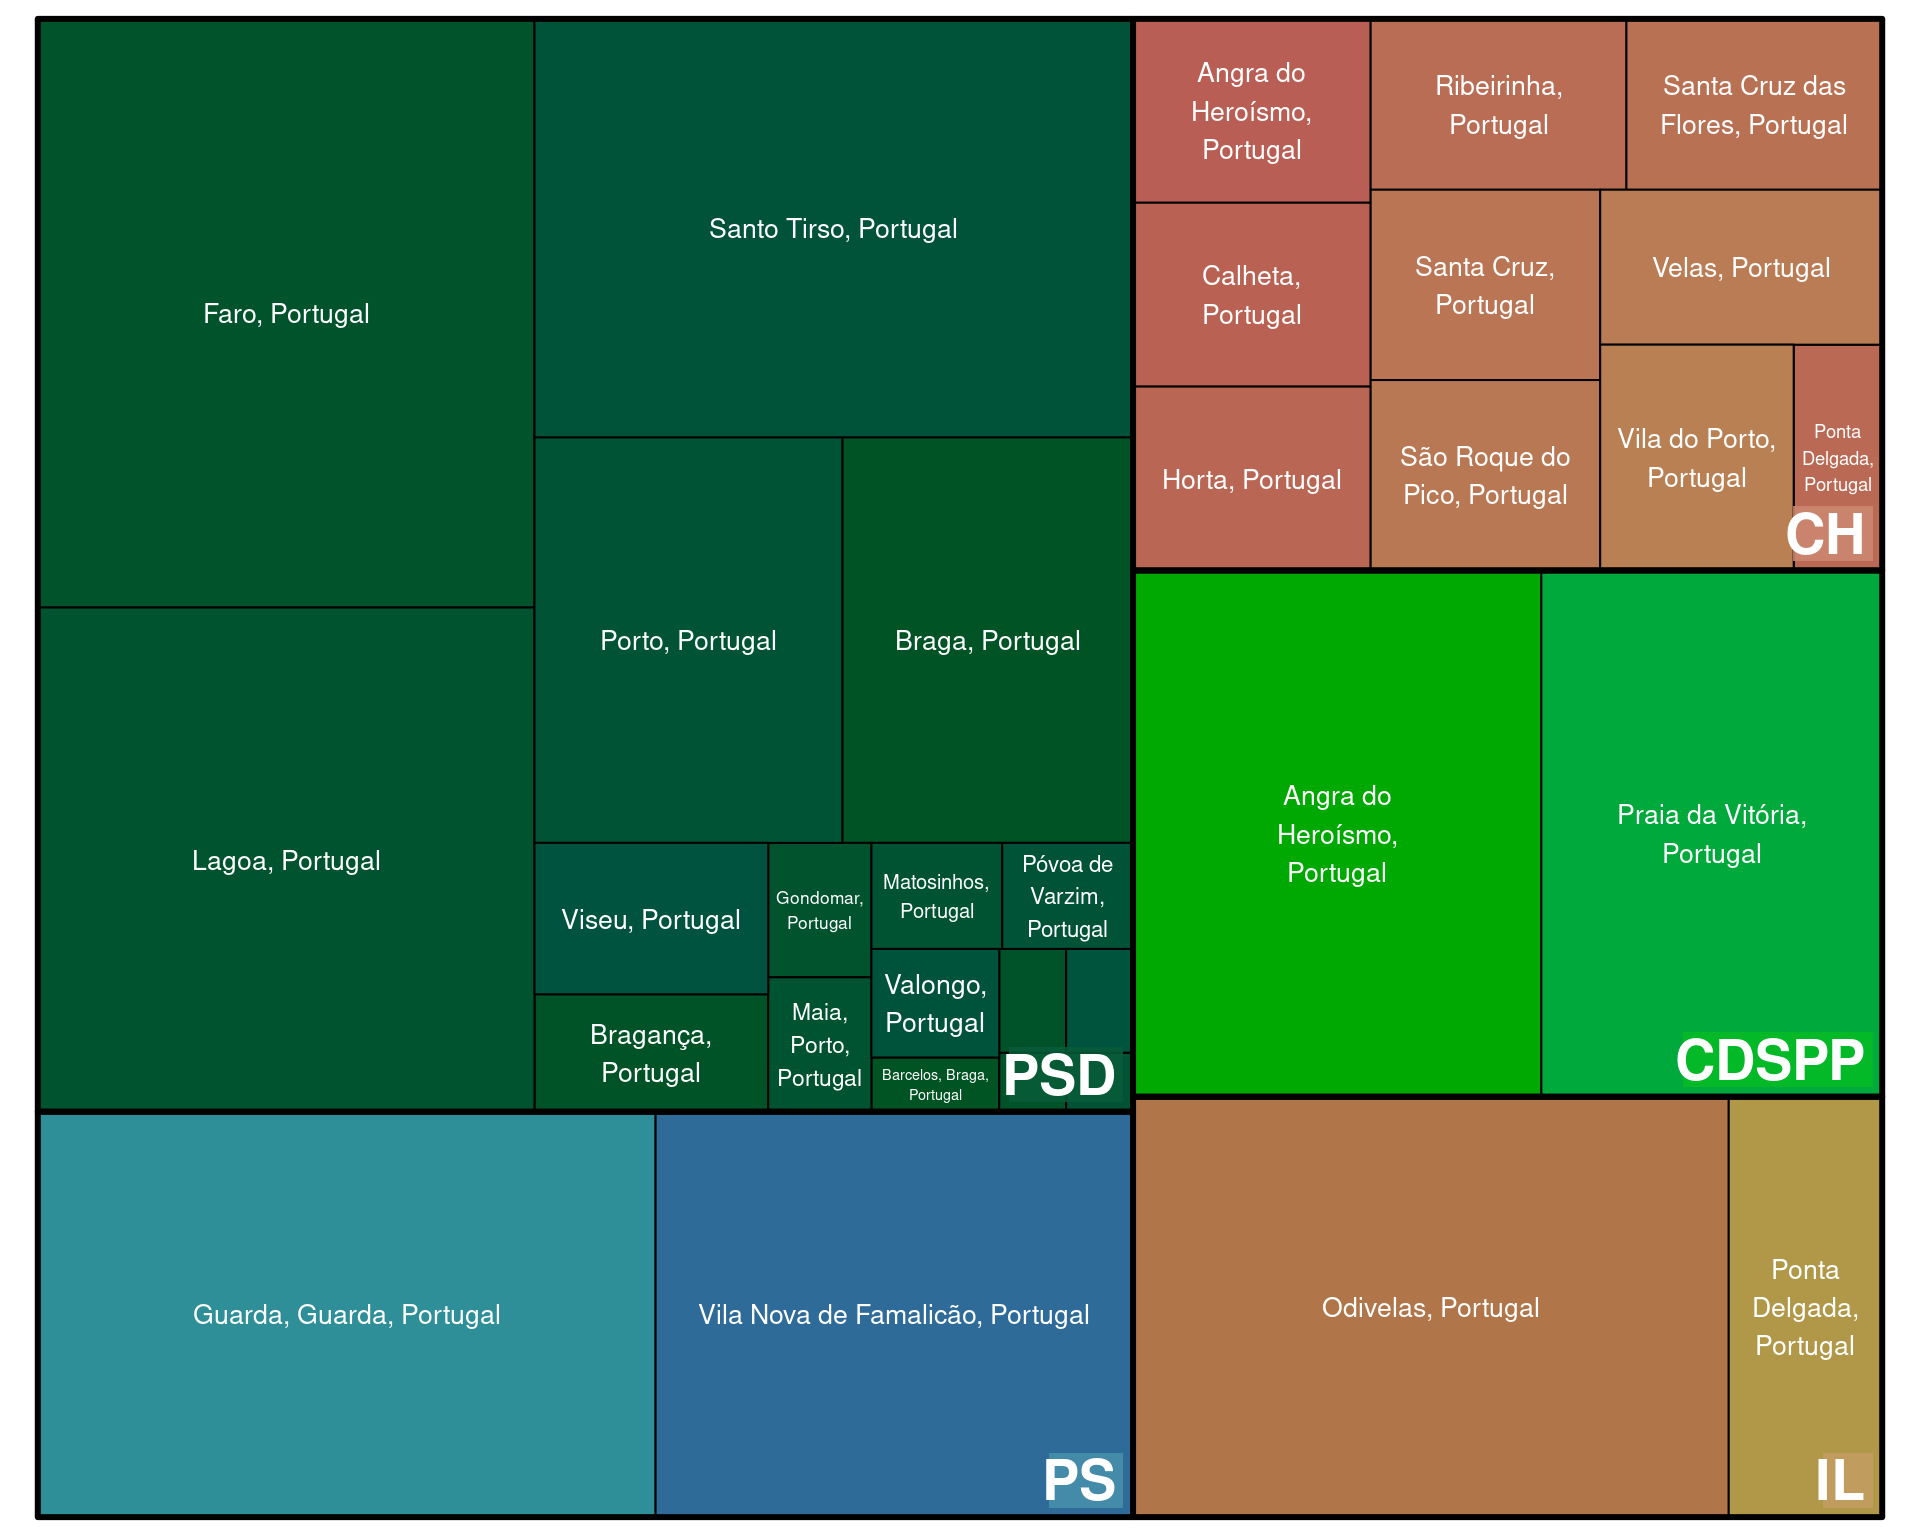 Faro, Portugal
Santo Tirso, Portugal
Lagoa, Portugal
Porto, Portugal
Braga, Portugal
Viseu, Portugal
Bragança,
Portugal
Gondomar,
Portugal
Maia,
Porto,
Portugal
Matosinhos,
Portugal
Póvoa de
Varzim,
Portugal
Valongo,
Portugal
Barcelos, Braga,
Portugal
PSD
Guarda, Guarda, Portugal
Vila Nova de Famalicão, Portugal
PS
Angra do
Heroísmo,
Portugal
Calheta,
Portugal
Horta, Portugal
Ribeirinha,
Portugal
Santa Cruz das
Flores, Portugal
Santa Cruz,
Portugal
Velas, Portugal
São Roque do
Pico, Portugal
Vila do Porto,
Portugal
Ponta
Delgada,
Portugal
CH
Angra do
Heroísmo,
Portugal
Praia da Vitória,
Portugal
CDSPP
Odivelas, Portugal
Ponta
Delgada,
Portugal
IL